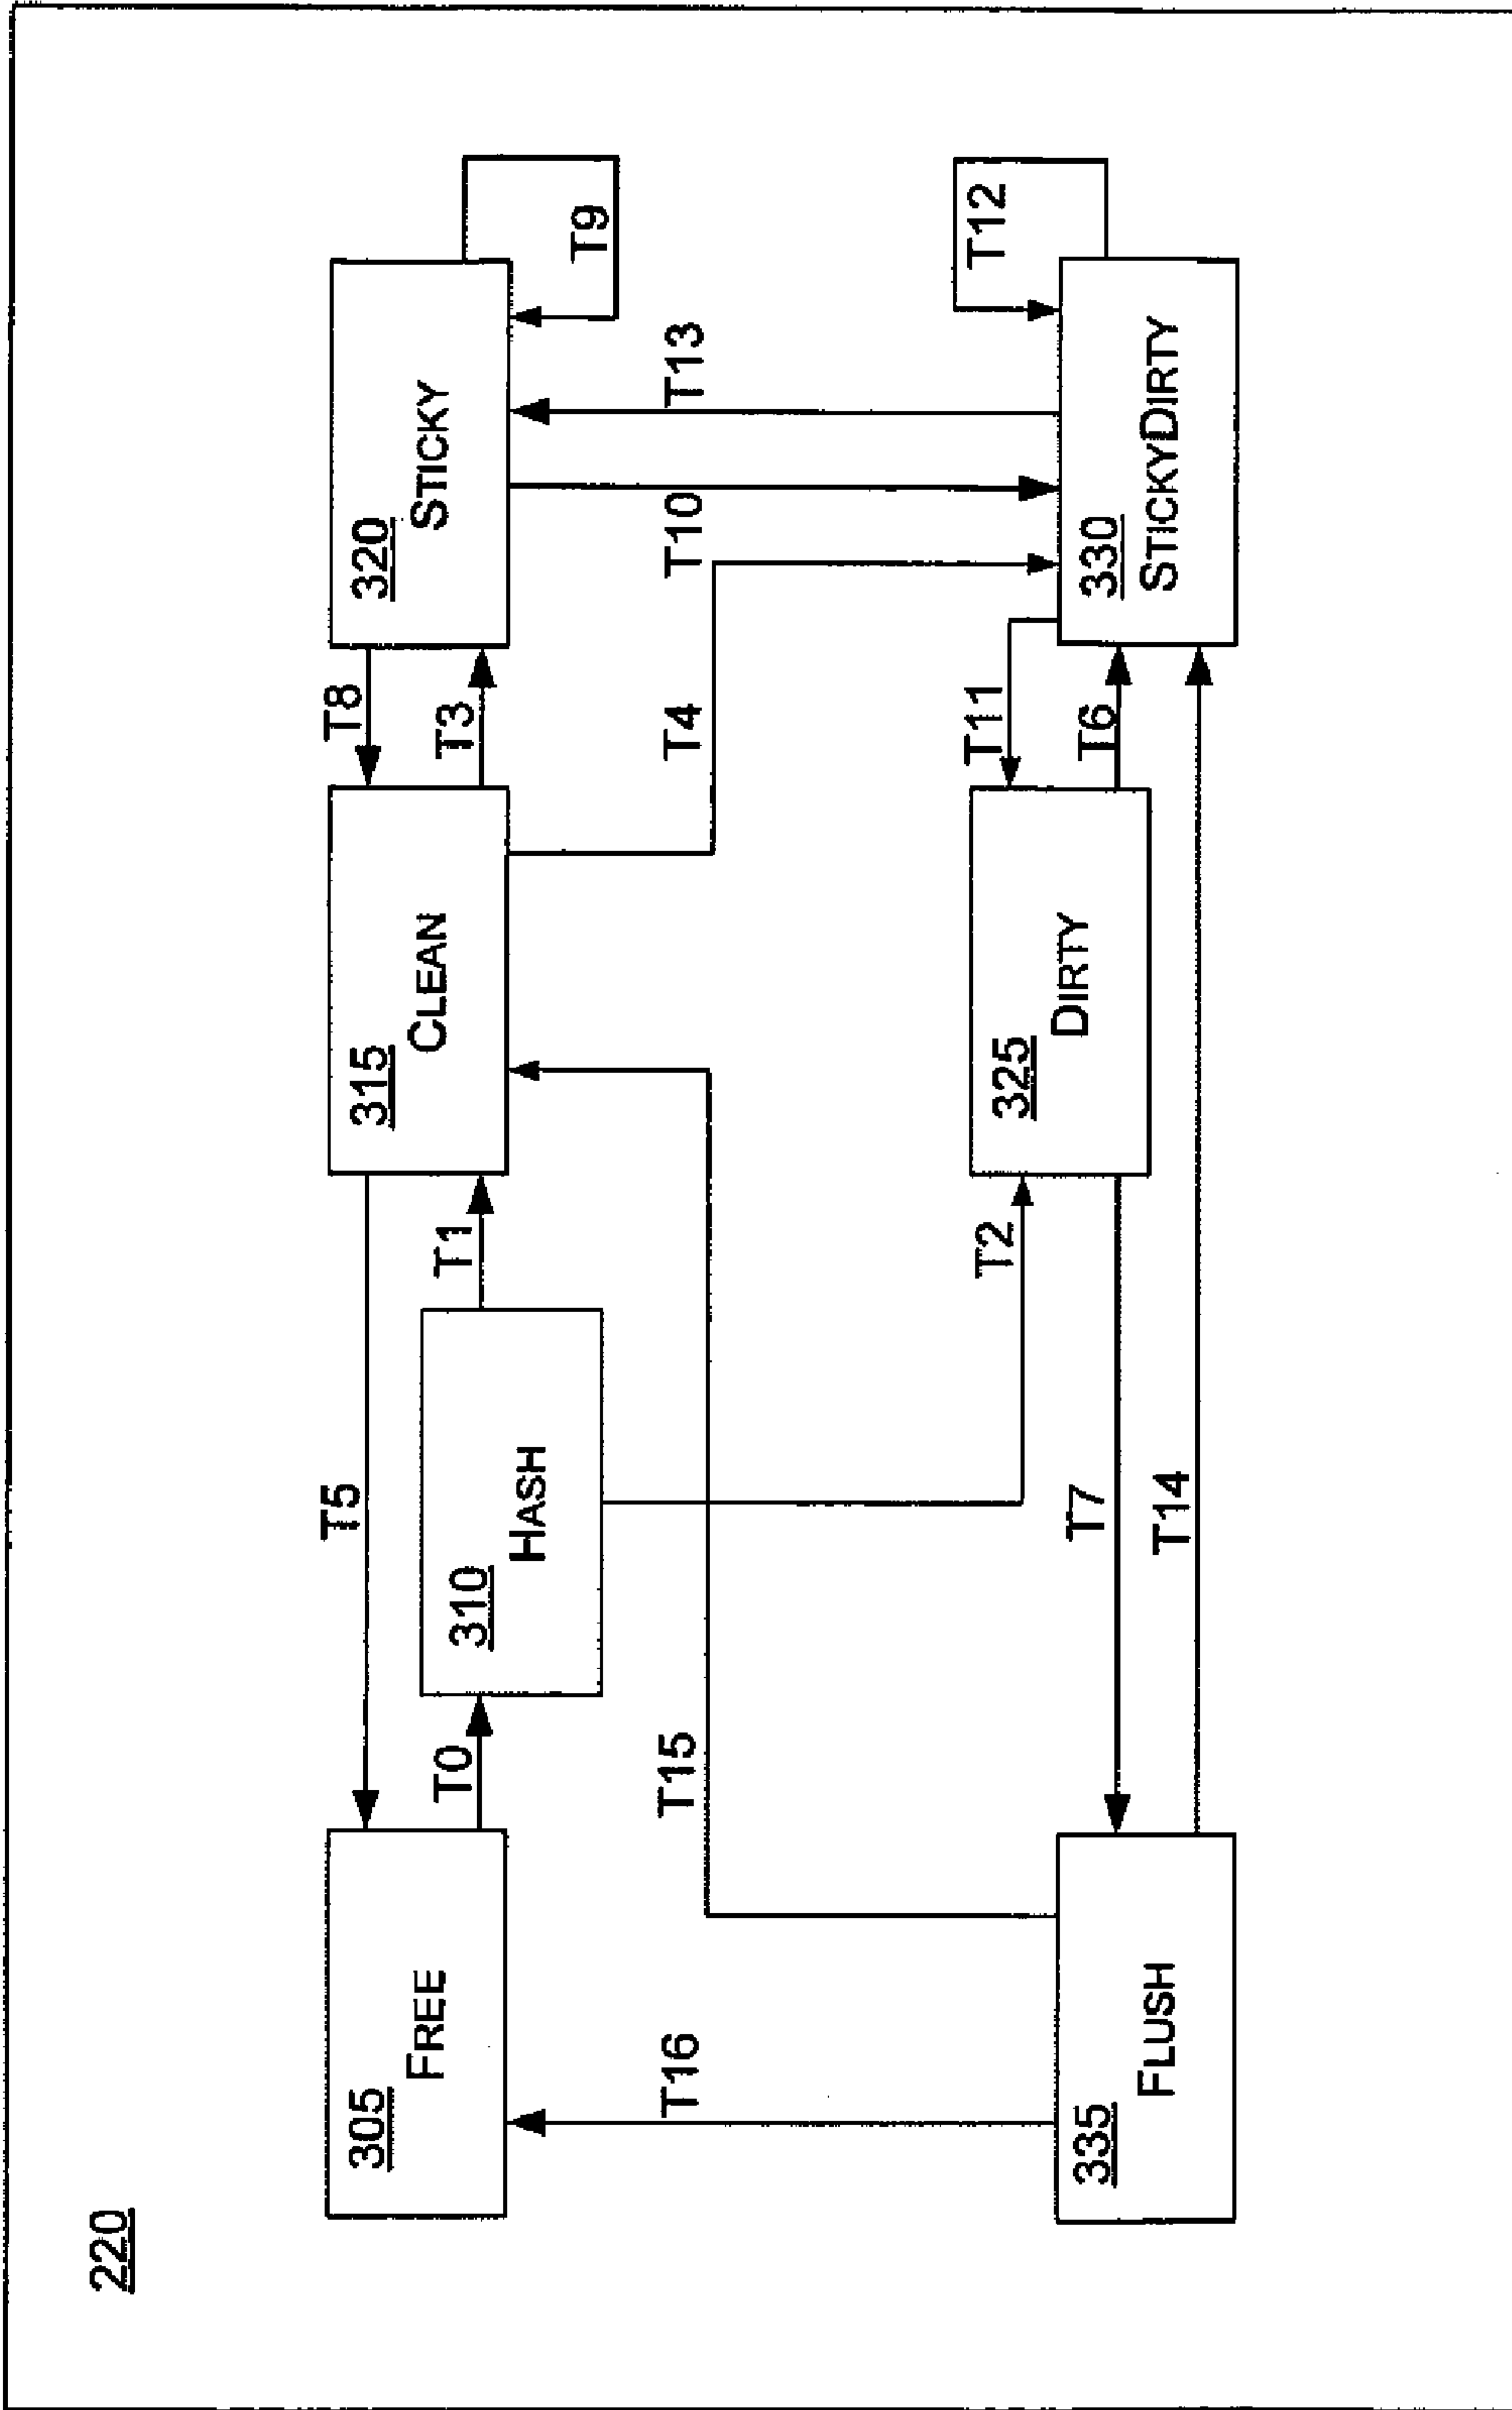 220
305
FREE
T0
310
HASH
T5
T1
315
CLEAN
T8
T3
320
STICKY
T9
T16
T15
T4
T10
T13
335
FLUSH
T7
T14
T2
325
DIRTY
T11
T6
330
STICKYDIRTY
T12